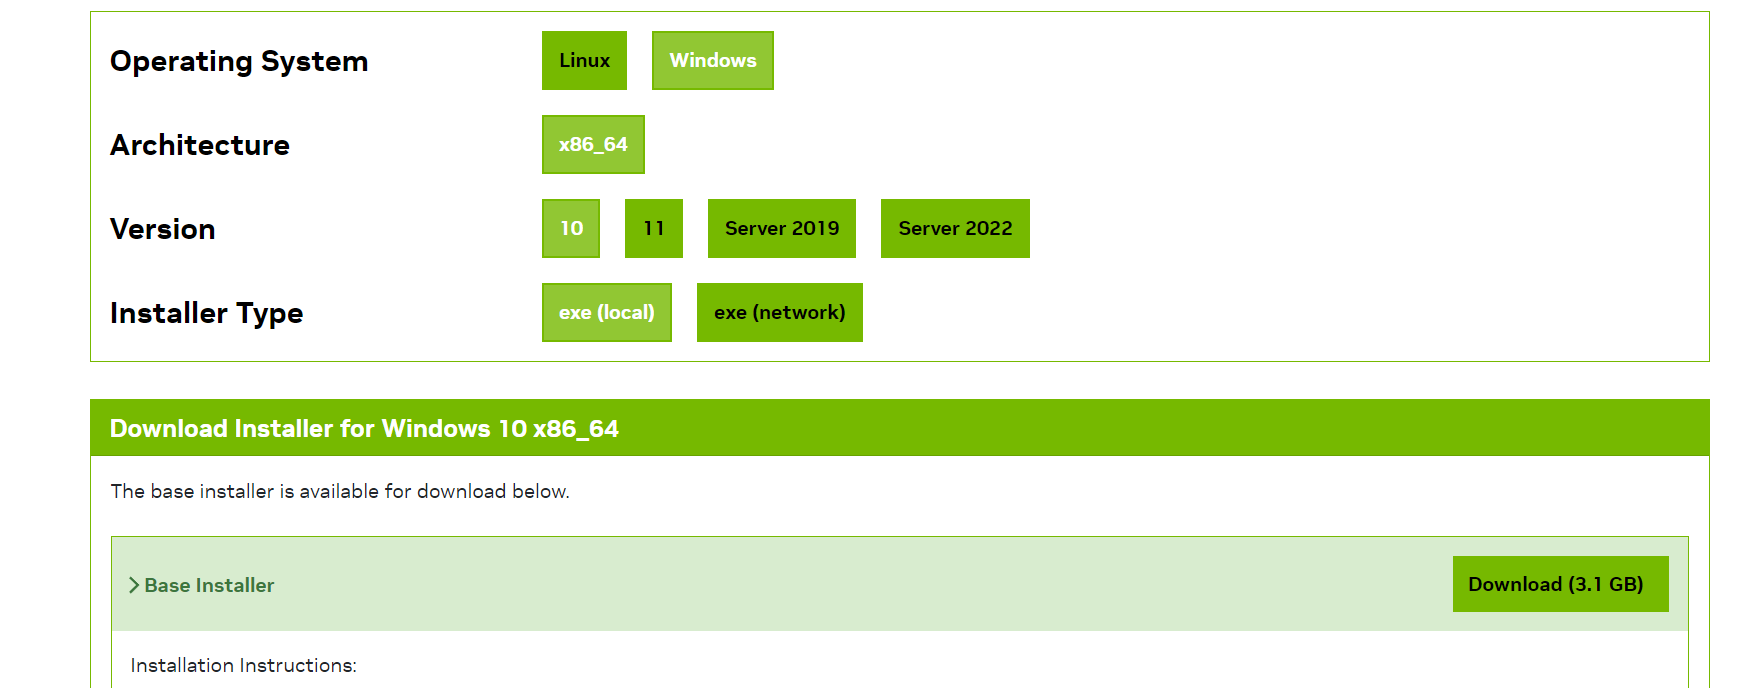 Operating System Linux Windows
Architecture x86_64
Version 10 11 Server 2019 Server 2022
Installer Type exe (local) exe (network)
Download Installer for Windows 10 x86_64
The base installer is available for download below.
Base Installer Download (3.1 GB)
Installation Instructions: